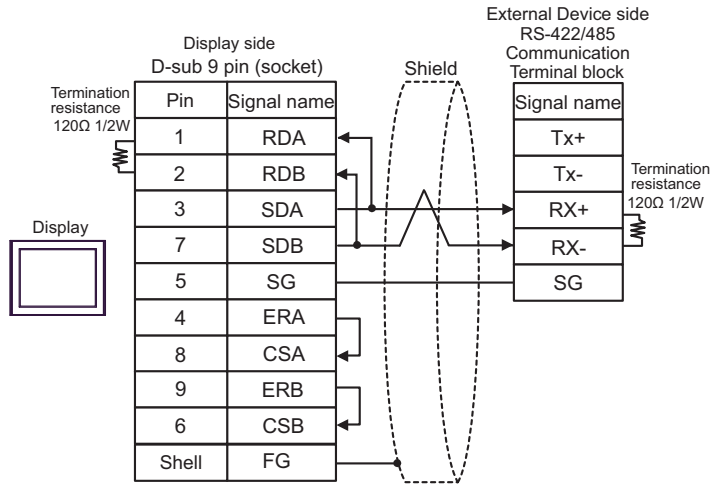 External Device side
RS-422/485
Communication
Terminal block
Display side
D-sub 9 pin (socket)
Shield
Termination
resistance
120Ω 1/2W
Pin Signal name
Signal name
1 RDA
Tx+
2 RDB
Tx-
Termination
resistance
120Ω 1/2W
3 SDA
RX+
Display
7 SDB
RX-
5 SG
SG
4 ERA
8 CSA
9 ERB
6 CSB
Shell FG